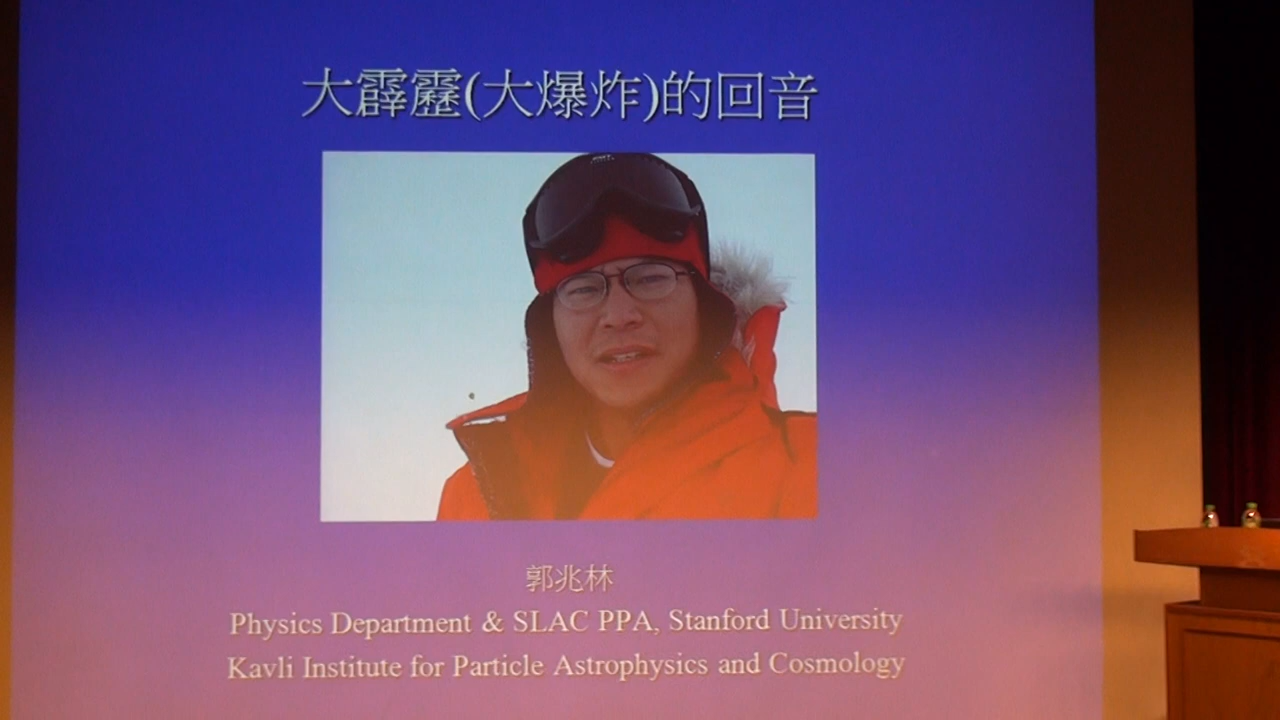 大霹靂(大爆炸)的回音
郭兆林
Physics Department & SLAC PPA, Stanford University
Kavli Institute for Particle Astrophysics and Cosmology